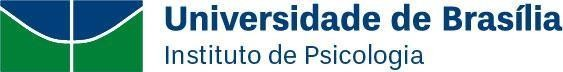 Universidade de Brasília
Instituto de Psicologia